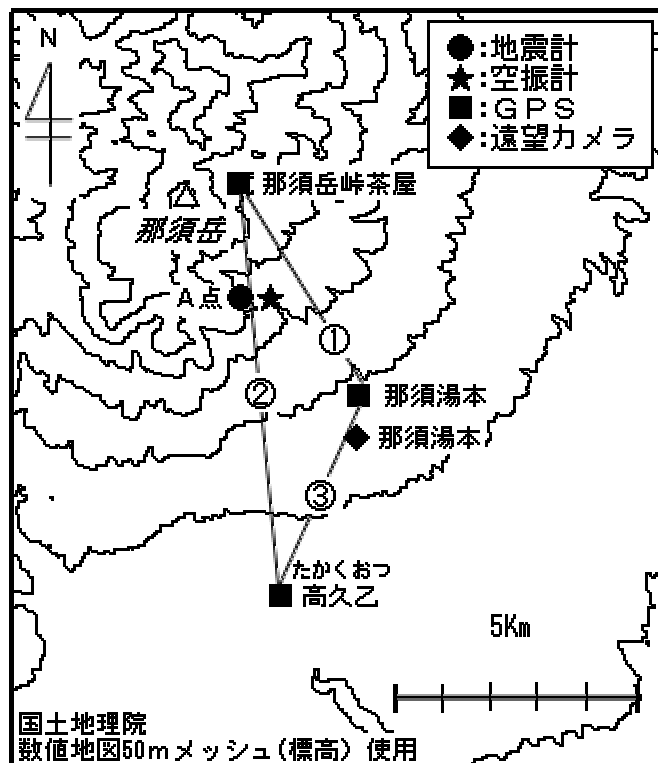 N
●:地震計
★:空振計
■:GPS
◆:遠望カメラ
那須岳峠茶屋
那須岳
A点
①
②
那須湯本
那須湯本
③
たかくおつ
高久乙
5Km
国土地理院
数値地図50mメッシュ(標高) 使用